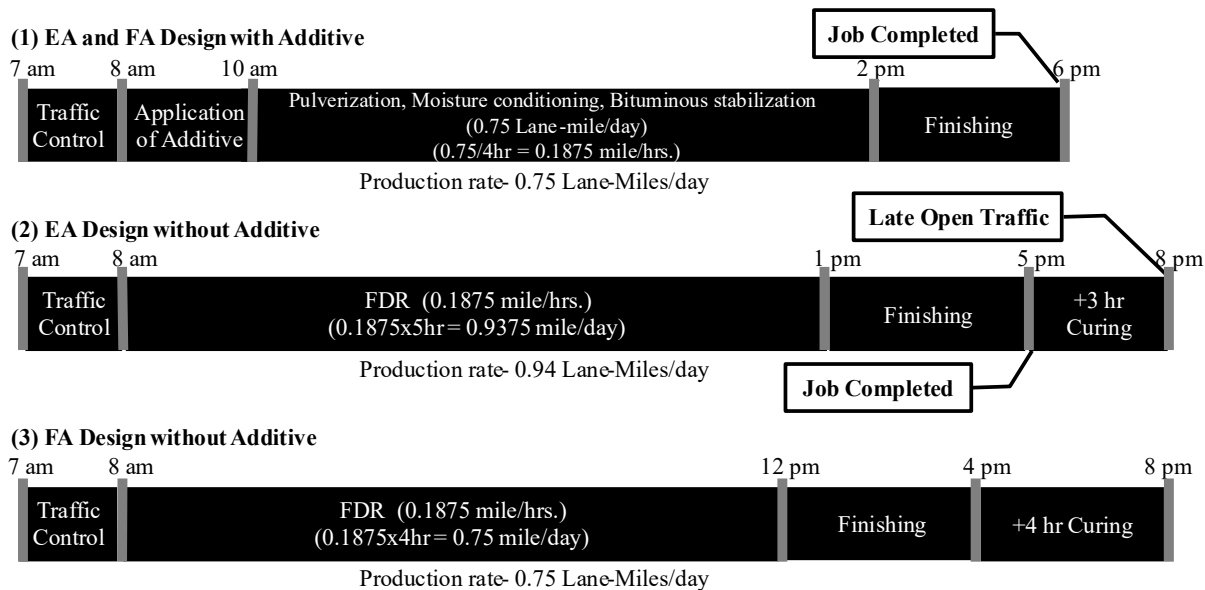 (1) EA and FA Design with Additive
Job Completed
7 am 8 am 10 am 2 pm 6 pm
Traffic
Control
Application
of Additive
Pulverization, Moisture conditioning, Bituminous stabilization
(0.75 Lane-mile/day)
(0.75/4hr = 0.1875 mile/hrs.)
Finishing
Production rate- 0.75 Lane-Miles/day
Late Open Traffic
(2) EA Design without Additive
7 am 8 am 1 pm 5 pm 8 pm
Traffic
Control
FDR (0.1875 mile/hrs.)
(0.1875x5hr = 0.9375 mile/day)
Finishing
+3 hr
Curing
Production rate- 0.94 Lane-Miles/day
Job Completed
(3) FA Design without Additive
7 am 8 am 12 pm 4 pm 8 pm
Traffic
Control
FDR (0.1875 mile/hrs.)
(0.1875x4hr = 0.75 mile/day)
Finishing
+4 hr Curing
Production rate- 0.75 Lane-Miles/day